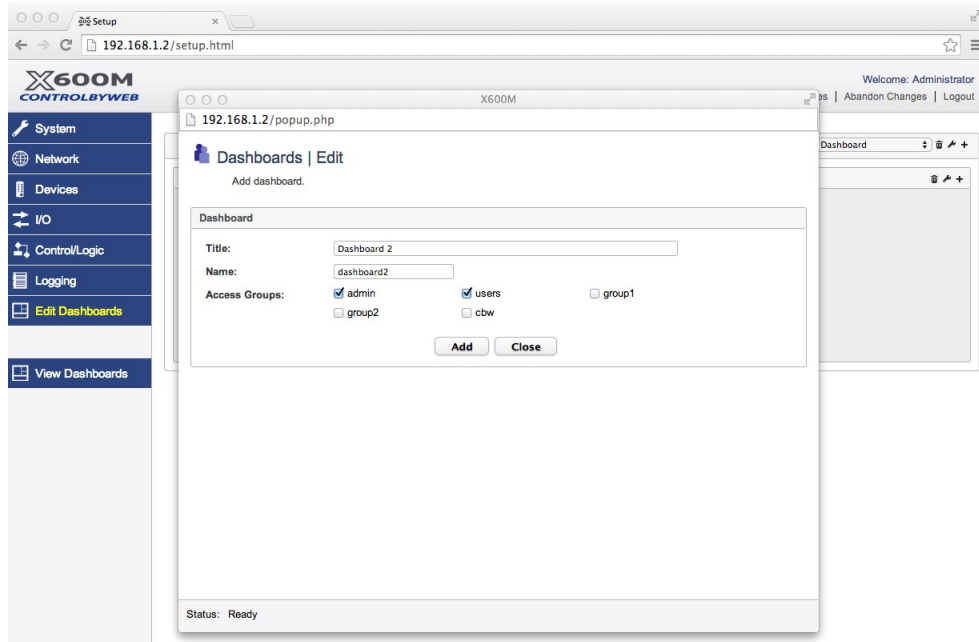 Setup
192.168.1.2/setup.html
X600M
CONTROLBYWEB
Welcome: Administrator
es | Abandon Changes | Logout
X600M
192.168.1.2/popup.php
System
Network
Devices
I/O
Control/Logic
Logging
Edit Dashboards
View Dashboards
Dashboard
Dashboards | Edit
Add dashboard.
Dashboard
Title: Dashboard 2
Name: dashboard2
Access Groups: admin users group1
group2 cbw
Add Close
Status: Ready